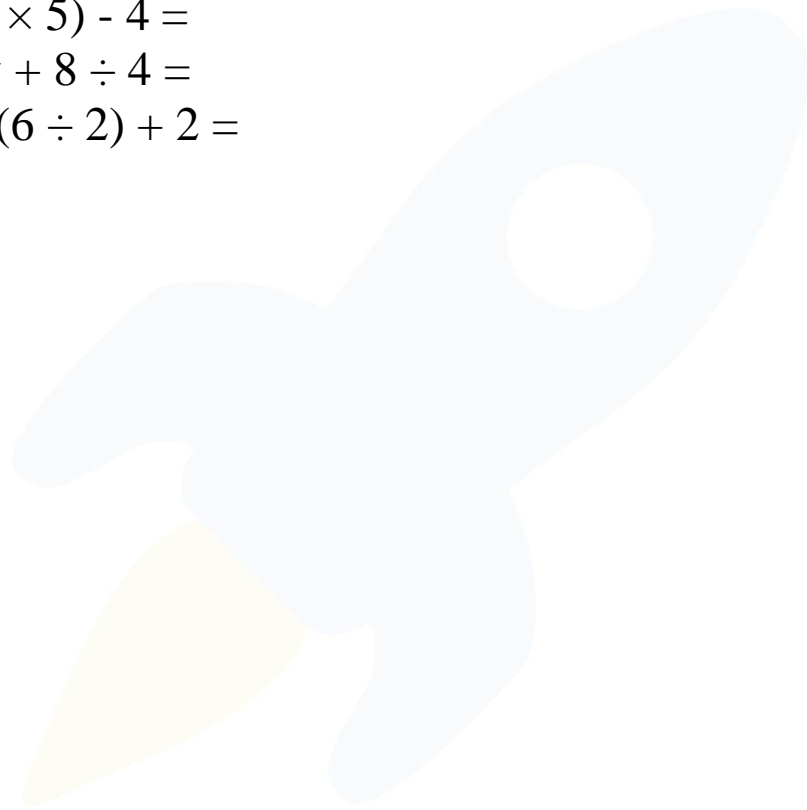 × 5) - 4 =
+ 8 ÷ 4 =
(6 ÷ 2) + 2 =